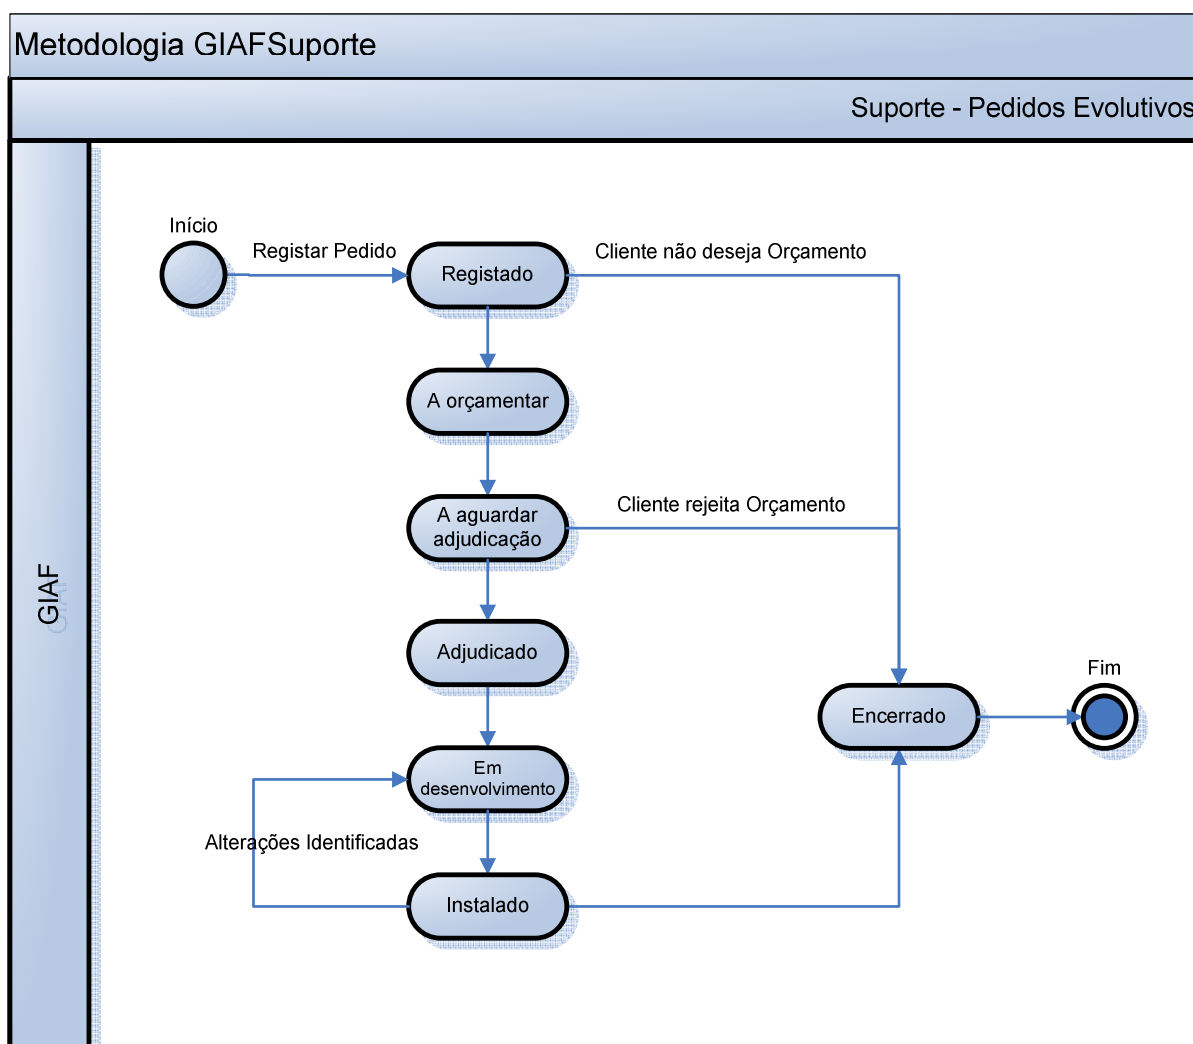 Metodologia GIAFSuporte
Suporte - Pedidos Evolutivos
GIAF
Início
Registar Pedido
Registado
Cliente não deseja Orçamento
A orçamentar
A aguardar
adjudicação
Cliente rejeita Orçamento
Adjudicado
Encerrado
Fim
Em
desenvolvimento
Alterações Identificadas
Instalado